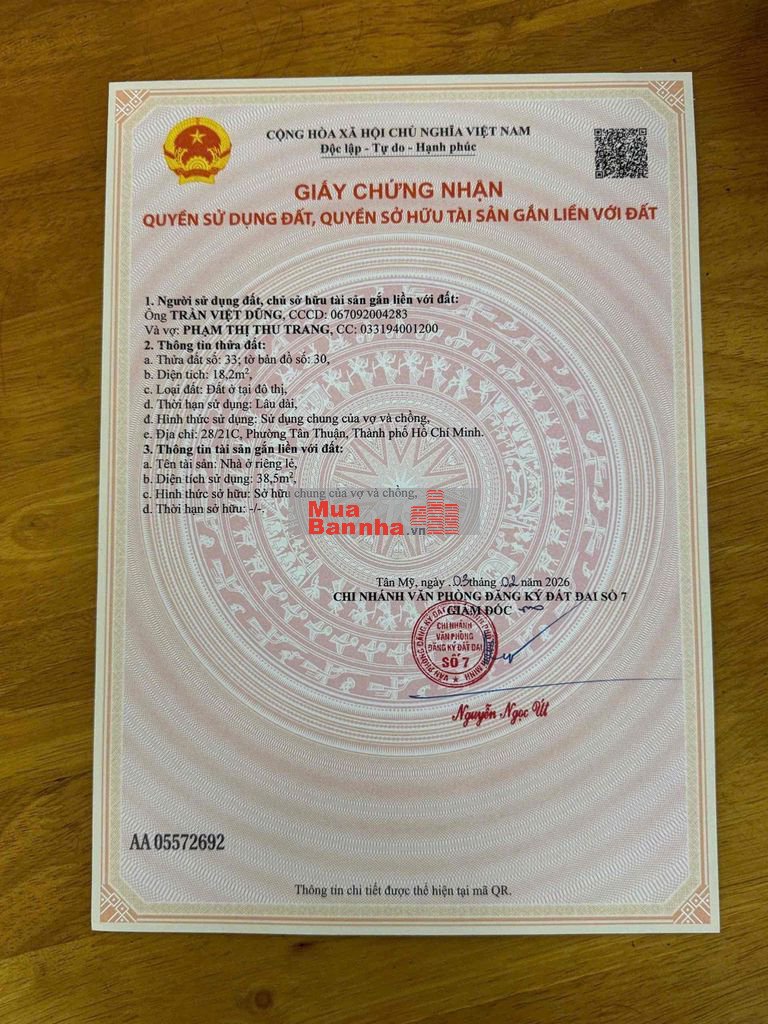 CỘNG HÒA XÃ HỘI CHỦ NGHĨA VIỆT NAM
Độc lập - Tự do - Hạnh phúc
GIẤY CHỨNG NHẬN
QUYỀN SỬ DỤNG ĐẤT, QUYỀN SỞ HỮU TÀI SẢN GẮN LIỀN VỚI ĐẤT
1. Người sử dụng đất, chủ sở hữu tài sản gắn liền với đất:
Ông TRẦN VIỆT DŨNG, CCCD: 067092004283
Và vợ: PHẠM THỊ THU TRANG, CC: 033194001200
2. Thông tin thửa đất:
a. Thửa đất số: 33; tờ bản đồ số: 30,
b. Diện tích: 18,2m²,
c. Loại đất: Đất ở tại đô thị,
d. Thời hạn sử dụng: Lâu dài,
đ. Hình thức sử dụng: Sử dụng chung của vợ và chồng,
e. Địa chỉ: 28/21C, Phường Tân Thuận, Thành phố Hồ Chí Minh.
3. Thông tin tài sản gắn liền với đất:
a. Tên tài sản: Nhà ở riêng lẻ,
b. Diện tích sử dụng: 38,5m²,
c. Hình thức sở hữu: Sở hữu chung của vợ và chồng,
d. Thời hạn sở hữu: -/-.
Mua
Bannha.vn
Tân Mỹ, ngày 03 tháng 02 năm 2026
CHI NHÁNH VĂN PHÒNG ĐĂNG KÝ ĐẤT ĐAI SỐ 7
GIÁM ĐỐC
CHI NHÁNH
VĂN PHÒNG
ĐĂNG KÝ ĐẤT ĐAI
SỐ 7
Nguyễn Ngọc Út
AA 05572692
Thông tin chi tiết được thể hiện tại mã QR.